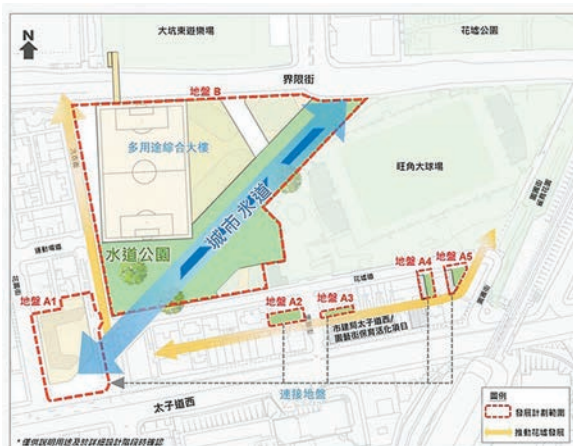 N
大坑東遊樂場
花墟公園
界限街
地盤 B
多用途綜合大樓
旺角大球場
城市水道
水道公園
運動場道
花墟道
地盤 A1
地盤 A2
地盤 A3
地盤 A4
地盤 A5
市建局太子道西/
園藝街保育活化項目
連接地盤
太子道西
圖例
發展計劃範圍
推動花墟發展
* 僅供說明用途及於詳細設計階段時確認